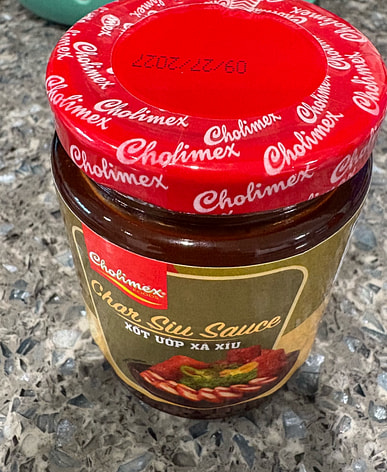 09/27/2027
Cholimex
Cholimex
Cholimex
Cholimex
Cholimex
Cholimex
Cholimex
Char Siu Sauce
XỐT ƯỚP XÁ XÍU